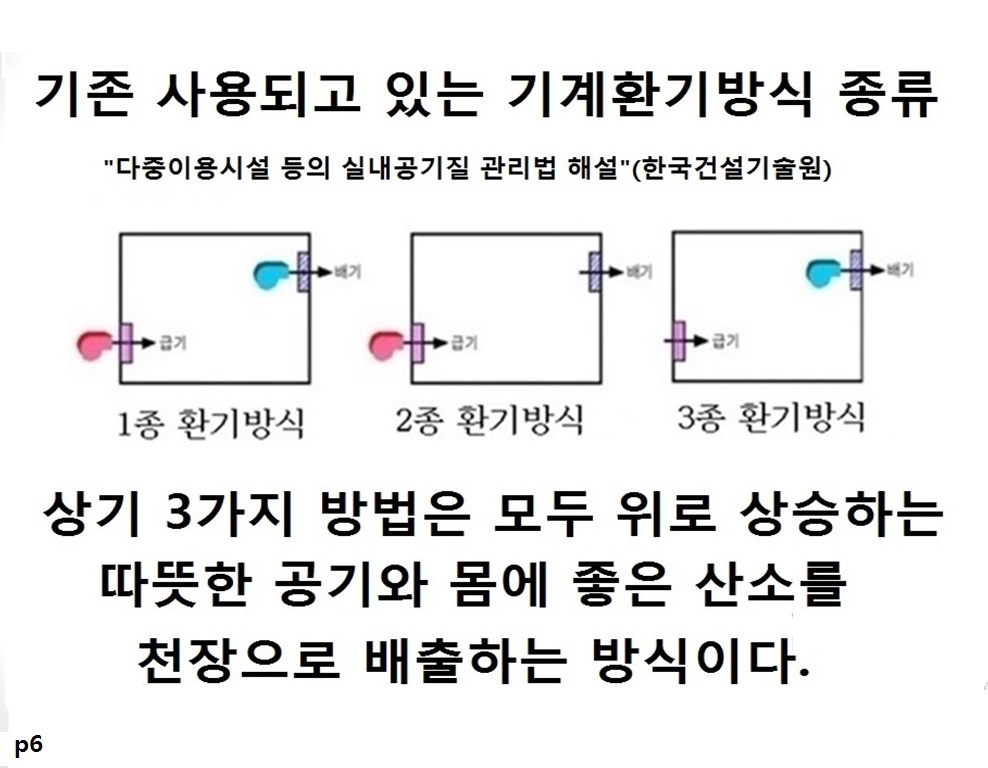 기존 사용되고 있는 기계환기방식 종류
"다중이용시설 등의 실내공기질 관리법 해설"(한국건설기술원)
배기
급기
1종 환기방식
배기
급기
2종 환기방식
배기
급기
3종 환기방식
상기 3가지 방법은 모두 위로 상승하는
따뜻한 공기와 몸에 좋은 산소를
천장으로 배출하는 방식이다.
p6